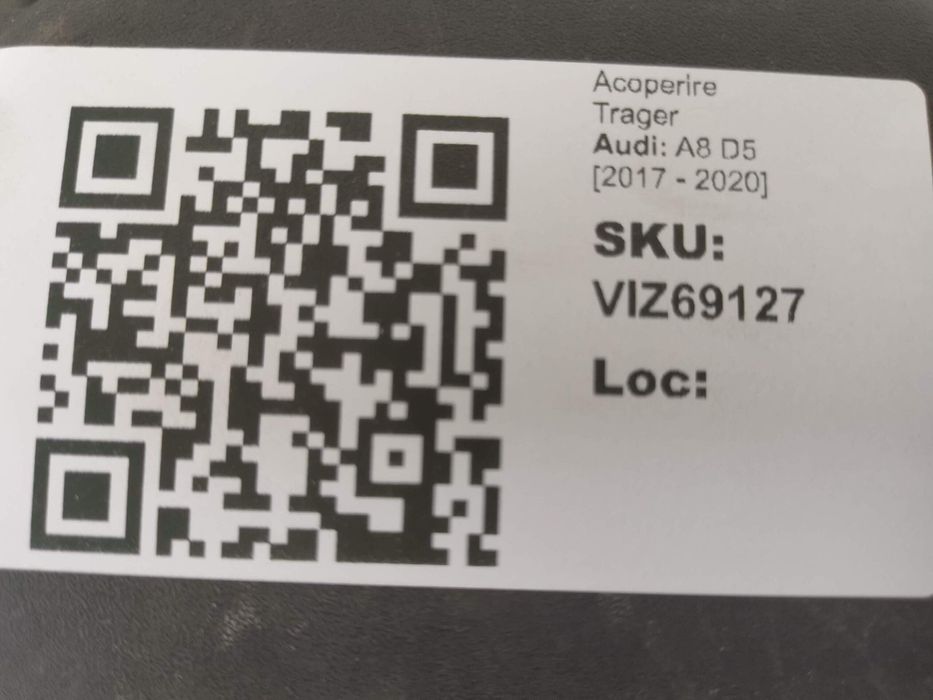 Acoperire
Trager
Audi: A8 D5
[2017 - 2020]
SKU:
VIZ69127
Loc: